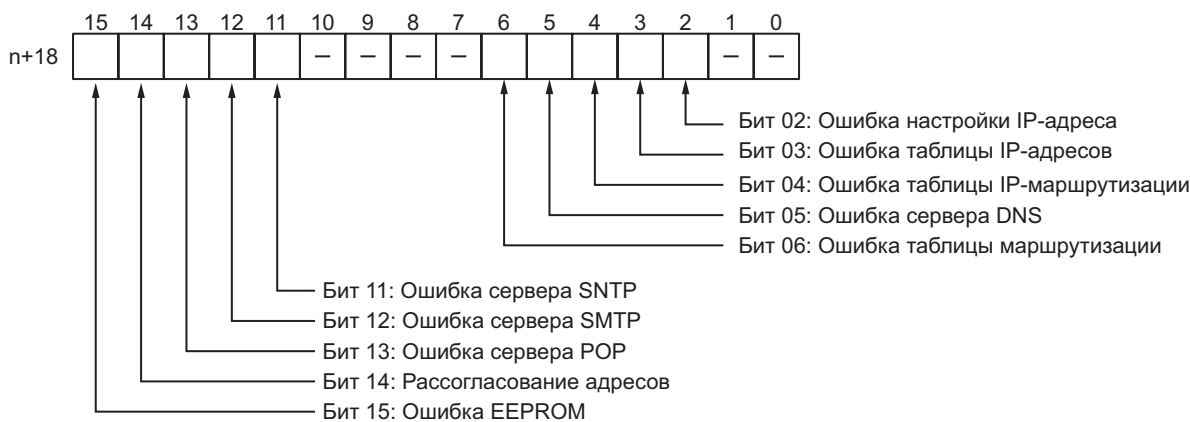 15 14 13 12 11 10 9 8 7 6 5 4 3 2 1 0
n+18 – – – – – –
Бит 02: Ошибка настройки IP-адреса
Бит 03: Ошибка таблицы IP-адресов
Бит 04: Ошибка таблицы IP-маршрутизации
Бит 05: Ошибка сервера DNS
Бит 06: Ошибка таблицы маршрутизации
Бит 11: Ошибка сервера SNTP
Бит 12: Ошибка сервера SMTP
Бит 13: Ошибка сервера POP
Бит 14: Рассогласование адресов
Бит 15: Ошибка EEPROM